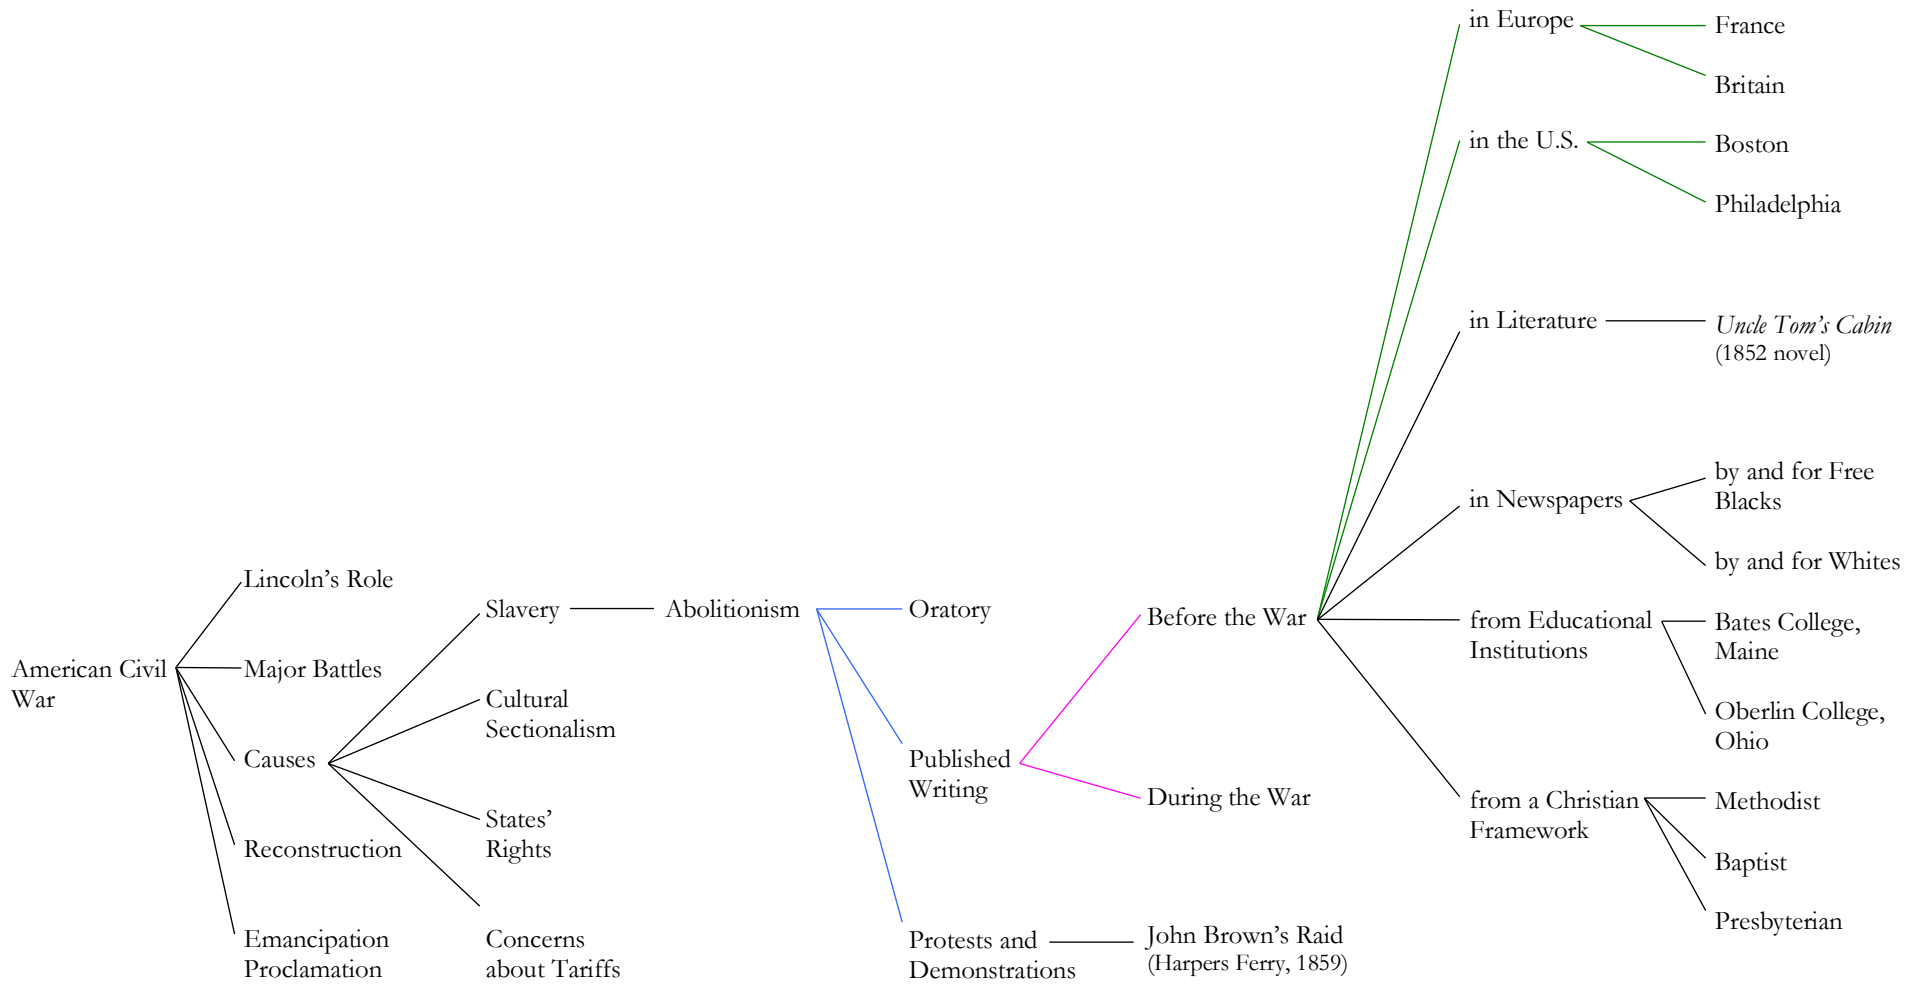 American Civil
War
Lincoln’s Role
Major Battles
Causes
Reconstruction
Emancipation
Proclamation
Slavery
Cultural
Sectionalism
States’
Rights
Concerns
about Tariffs
Abolitionism
Oratory
Published
Writing
Protests and
Demonstrations
Before the War
During the War
John Brown’s Raid
(Harpers Ferry, 1859)
in Europe
France
Britain
in the U.S.
Boston
Philadelphia
in Literature
Uncle Tom’s Cabin
(1852 novel)
in Newspapers
by and for Free
Blacks
by and for Whites
from Educational
Institutions
Bates College,
Maine
Oberlin College,
Ohio
from a Christian
Framework
Methodist
Baptist
Presbyterian